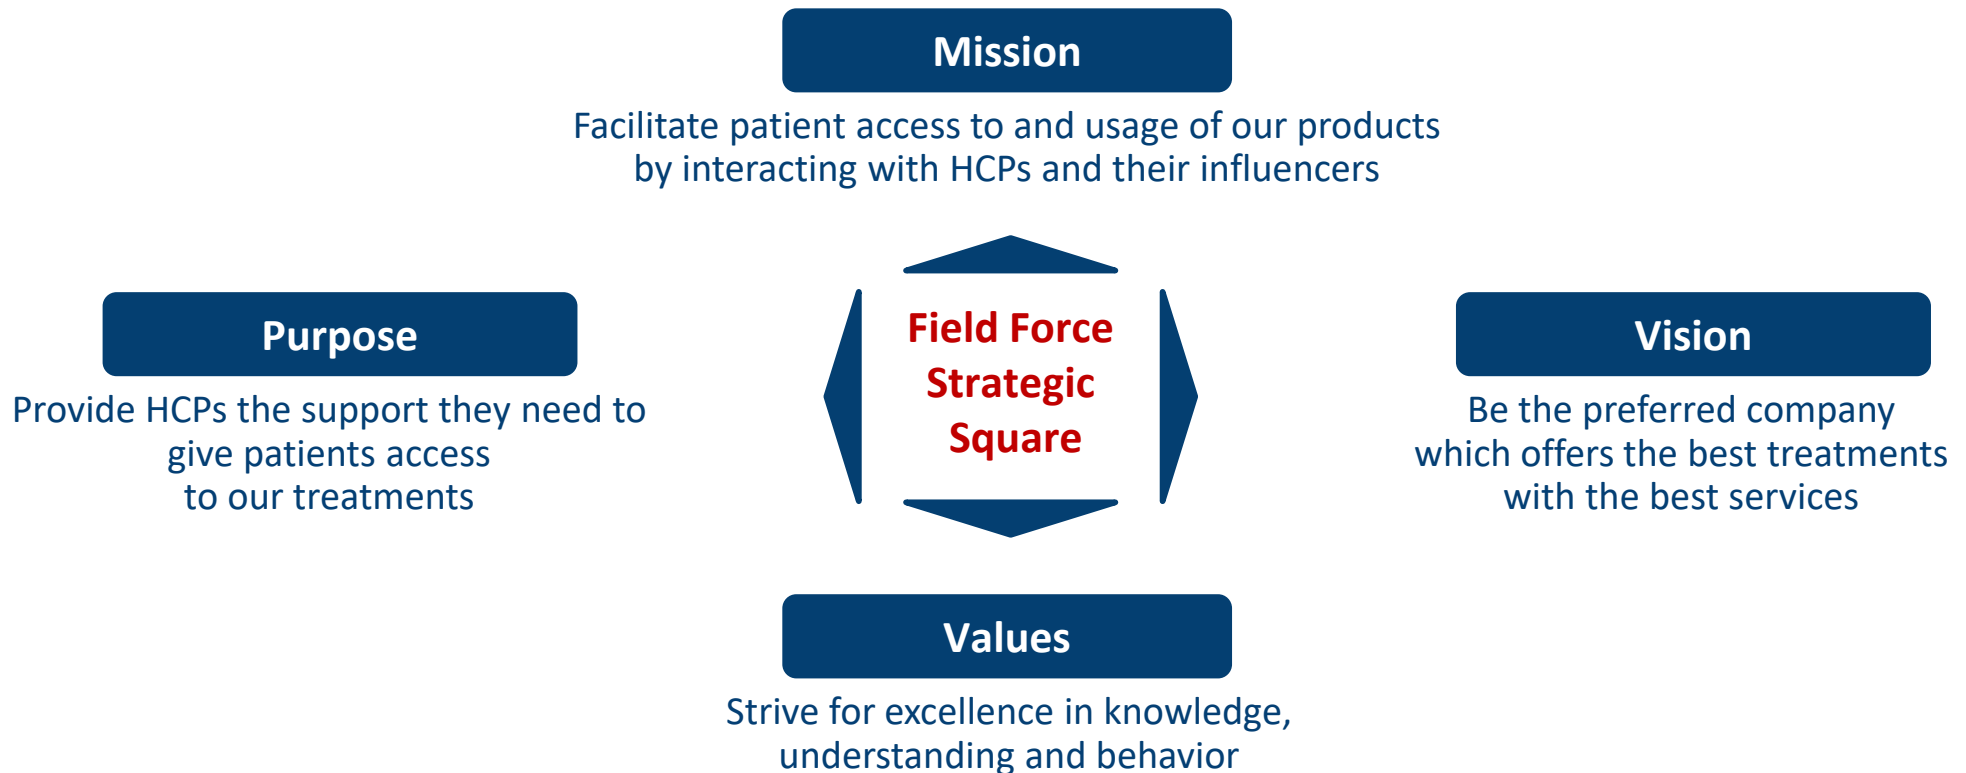 Mission
Facilitate patient access to and usage of our products
by interacting with HCPs and their influencers
Purpose
Provide HCPs the support they need to
give patients access
to our treatments
Field Force
Strategic
Square
Vision
Be the preferred company
which offers the best treatments
with the best services
Values
Strive for excellence in knowledge,
understanding and behavior